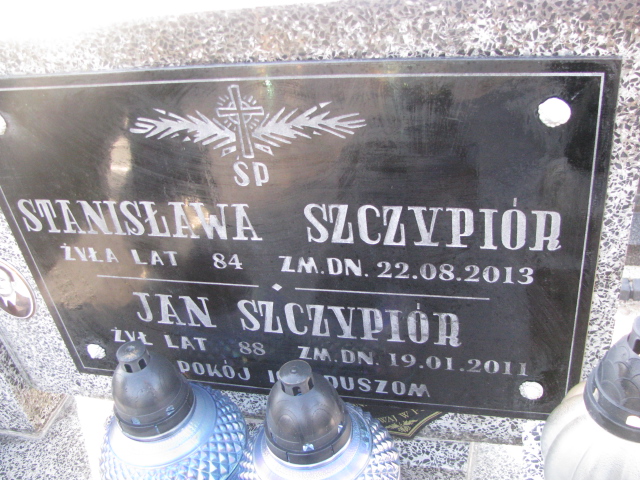 ŚP
STANISŁAWA SZCZYPIÓR
ŻYŁA LAT 84 ZM. DN. 22.08.2013
JAN SZCZYPIÓR
ŻYŁ LAT 88 ZM. DN. 19.01.2011
POKÓJ DUSZOM